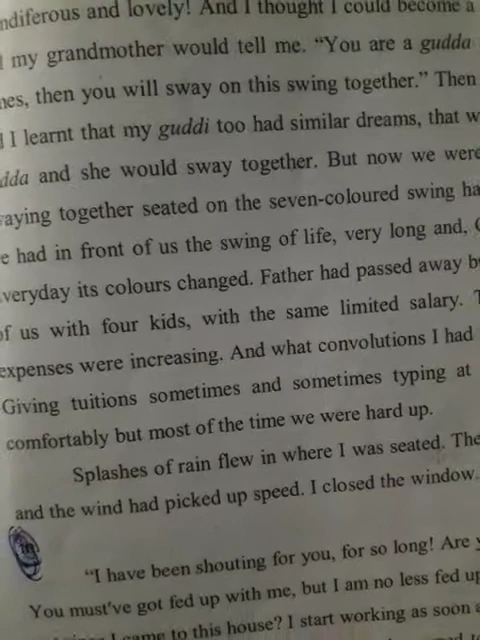 and lovely! And I thought I could become a
my grandmother would tell me. “You are a gudda
then you will sway on this swing together.” Then
I learnt that my guddi too had similar dreams, that
and she would sway together. But now we were
together seated on the seven-coloured swing
had in front of us the swing of life, very long and,
everyday its colours changed. Father had passed away
of us with four kids, with the same limited salary.
expenses were increasing. And what convolutions I had
Giving tuitions sometimes and sometimes typing at
comfortably but most of the time we were hard up.
Splashes of rain flew in where I was seated. The
and the wind had picked up speed. I closed the window.
“I have been shouting for you, for so long! Are
You must've got fed up with me, but I am no less fed up
I came to this house? I start working as soon